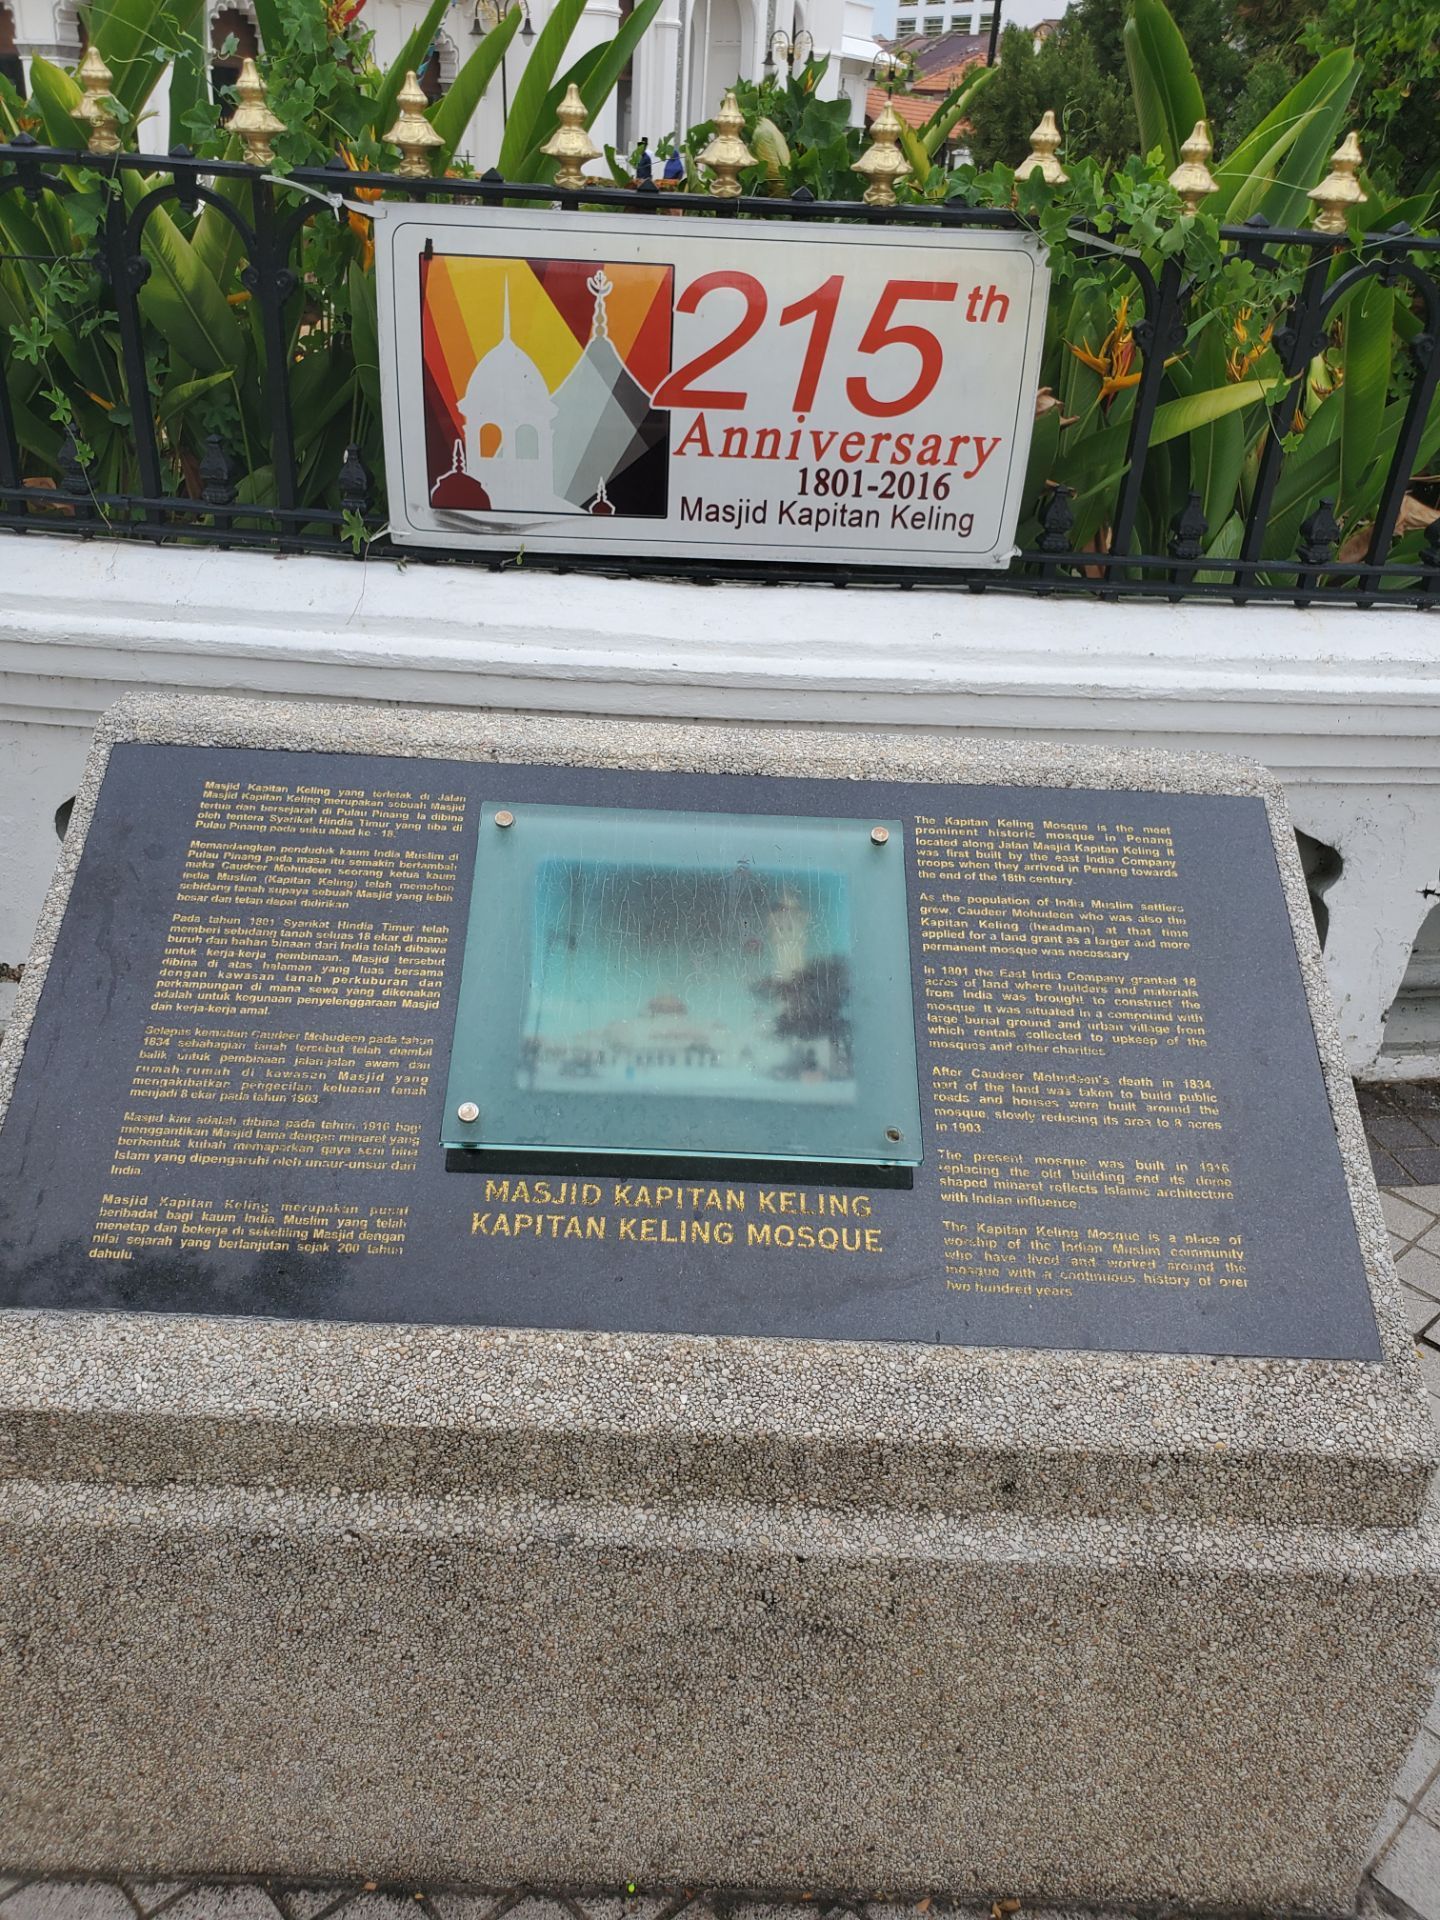 215th
Anniversary
1801-2016
Masjid Kapitan Keling
Masjid Kapitan Keling yang terletak di Jalan
Masjid Kapitan Keling merupakan sebuah Masjid
tertua dan bersejarah di Pulau Pinang. Ia dibina
oleh tentera Syarikat Hindia Timur yang tiba di
Pulau Pinang pada suku abad ke - 18.
Memandangkan penduduk kaum India Muslim di
Pulau Pinang pada masa itu semakin bertambah
maka Caudeer Mohudeen seorang ketua kaum
India Muslim (Kapitan Keling) telah memohon
sebidang tanah supaya sebuah Masjid yang lebih
besar dan tetap dapat didirikan.
Pada tahun 1801 Syarikat Hindia Timur telah
memberi sebidang tanah seluas 18 ekar di mana
buruh dan bahan binaan dari India telah dibawa
untuk kerja-kerja pembinaan. Masjid tersebut
dibina di atas halaman yang luas bersama
dengan kawasan tanah perkuburan dan
perkampungan di mana sewa yang dikenakan
adalah untuk kegunaan penyelenggaraan Masjid
dan kerja-kerja amal.
Selepas kematian Caudeer Mohudeen pada tahun
1834 sebahagian tanah tersebut telah diambil
balik untuk pembinaan jalan-jalan awam dan
rumah-rumah di kawasan Masjid yang
mengakibatkan pengecilan keluasan tanah
menjadi 8 ekar pada tahun 1903.
Masjid kini adalah dibina pada tahun 1916 bagi
menggantikan Masjid lama dengan minaret yang
berbentuk kubah memaparkan gaya seni bina
Islam yang dipengaruhi oleh unsur-unsur dari
India.
Masjid Kapitan Keling merupakan pusat
beribadat bagi kaum India Muslim yang telah
menetap dan bekerja di sekeliling Masjid dengan
nilai sejarah yang berlanjutan sejak 200 tahun
dahulu.
MASJID KAPITAN KELING
KAPITAN KELING MOSQUE
The Kapitan Keling Mosque is the most
prominent historic mosque in Penang
located along Jalan Masjid Kapitan Keling. It
was first built by the east India Company
troops when they arrived in Penang towards
the end of the 18th century.
As the population of India Muslim settlers
grew, Caudeer Mohudeen who was also the
Kapitan Keling (headman) at that time
applied for a land grant as a larger and more
permanent mosque was necessary.
In 1801 the East India Company granted 18
acres of land where builders and materials
from India was brought to construct the
mosque. It was situated in a compound with
large burial ground and urban village from
which rentals collected to upkeep of the
mosques and other charities.
After Caudeer Mohudeen's death in 1834,
part of the land was taken to build public
roads and houses were built around the
mosque, slowly reducing its area to 8 acres
in 1903.
The present mosque was built in 1916
replacing the old building and its dome
shaped minaret reflects Islamic architecture
with Indian influence.
The Kapitan Keling Mosque is a place of
worship of the Indian Muslim community
who have lived and worked around the
mosque with a continuous history of over
two hundred years.